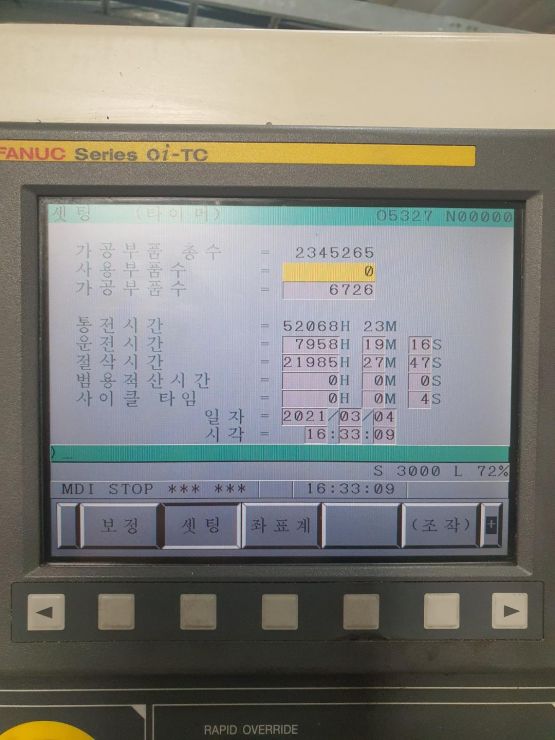 FANUC Series 0i-TC
셋팅 (타이머) O5327 N00000
가공부품 총수 = 2345265
사용부품수 = 0
가공부품수 = 6726
통전시간 = 52068H 23M
운전시간 = 7958H 19M 16S
절삭시간 = 21985H 27M 47S
범용적산시간 = 0H 0M 0S
사이클 타임 = 0H 0M 4S
일자 = 2021/03/04
시각 = 16:33:09
)_
S 3000 L 72%
MDI STOP *** *** 16:33:09
보정 셋팅 좌표계 (조작) +
RAPID OVERRIDE